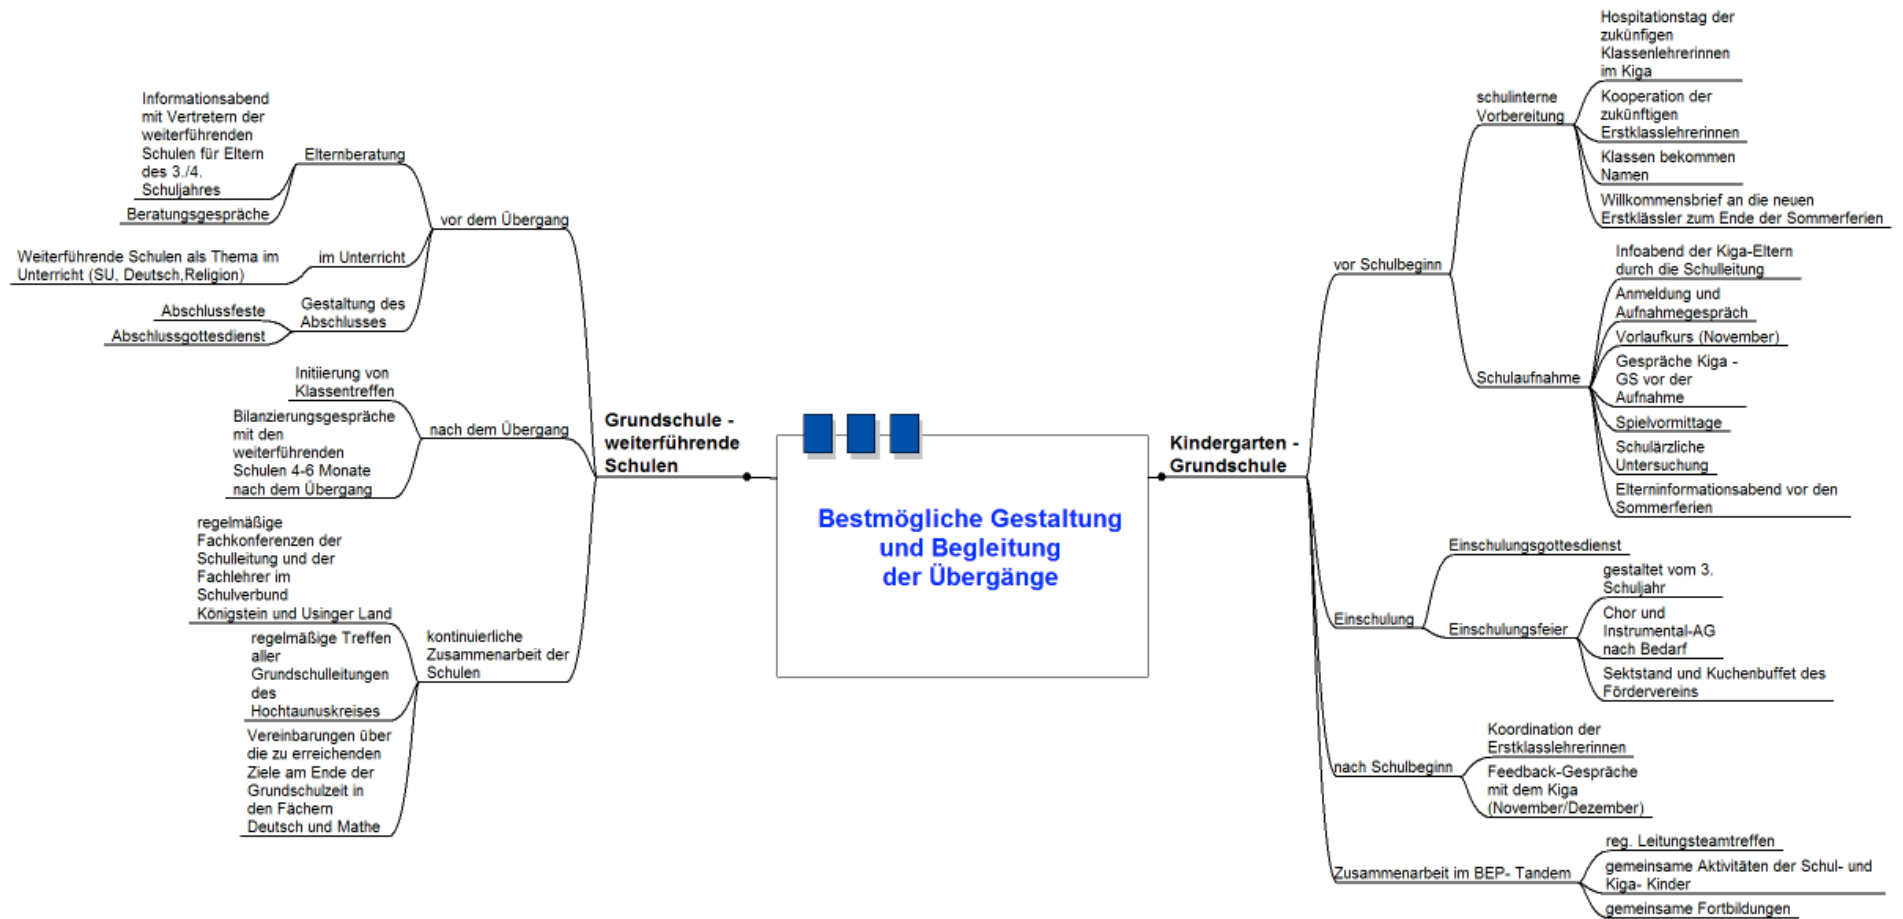 Bestmögliche Gestaltung
und Begleitung
der Übergänge
Grundschule -
weiterführende
Schulen
vor dem Übergang
Elternberatung
Informationsabend
mit Vertretern der
weiterführenden
Schulen für Eltern
des 3./4.
Schuljahres
Beratungsgespräche
im Unterricht
Weiterführende Schulen als Thema im
Unterricht (SU, Deutsch,Religion)
Gestaltung des
Abschlusses
Abschlussfeste
Abschlussgottesdienst
nach dem Übergang
Initiierung von
Klassentreffen
Bilanzierungsgespräche
mit den
weiterführenden
Schulen 4-6 Monate
nach dem Übergang
kontinuierliche
Zusammenarbeit der
Schulen
regelmäßige
Fachkonferenzen der
Schulleitung und der
Fachlehrer im
Schulverbund
Königstein und Usinger Land
regelmäßige Treffen
aller
Grundschulleitungen
des
Hochtaunuskreises
Vereinbarungen über
die zu erreichenden
Ziele am Ende der
Grundschulzeit in
den Fächern
Deutsch und Mathe
Kindergarten -
Grundschule
vor Schulbeginn
schulinterne
Vorbereitung
Hospitationstag der
zukünfigen
Klassenlehrerinnen
im Kiga
Kooperation der
zukünftigen
Erstklasslehrerinnen
Klassen bekommen
Namen
Willkommensbrief an die neuen
Erstklässler zum Ende der Sommerferien
Schulaufnahme
Infoabend der Kiga-Eltern
durch die Schulleitung
Anmeldung und
Aufnahmegespräch
Vorlaufkurs (November)
Gespräche Kiga -
GS vor der
Aufnahme
Spielvormittage
Schulärzliche
Untersuchung
Elterninformationsabend vor den
Sommerferien
Einschulung
Einschulungsgottesdienst
Einschulungsfeier
gestaltet vom 3.
Schuljahr
Chor und
Instrumental-AG
nach Bedarf
Sektstand und Kuchenbuffet des
Fördervereins
nach Schulbeginn
Koordination der
Erstklasslehrerinnen
Feedback-Gespräche
mit dem Kiga
(November/Dezember)
Zusammenarbeit im BEP- Tandem
reg. Leitungsteamtreffen
gemeinsame Aktivitäten der Schul- und
Kiga- Kinder
gemeinsame Fortbildungen